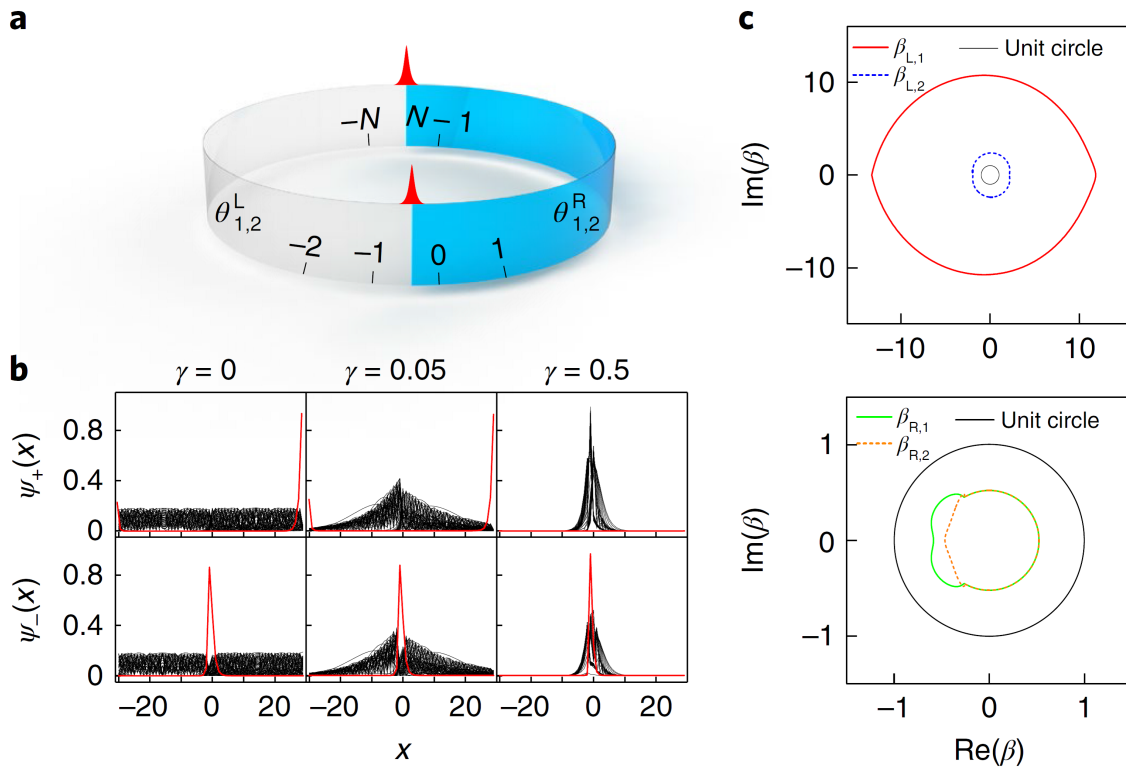 a
−N
N − 1
θ^L_{1,2}
θ^R_{1,2}
−2
−1
0
1
b
γ = 0
γ = 0.05
γ = 0.5
ψ₊(x)
0.8
0.4
0
ψ₋(x)
0.8
0.4
0
−20 0 20
−20 0 20
−20 0 20
x
c
β_{L,1}
Unit circle
β_{L,2}
Im(β)
10
0
−10
−10 0 10
β_{R,1}
Unit circle
β_{R,2}
Im(β)
1
0
−1
−1 0 1
Re(β)